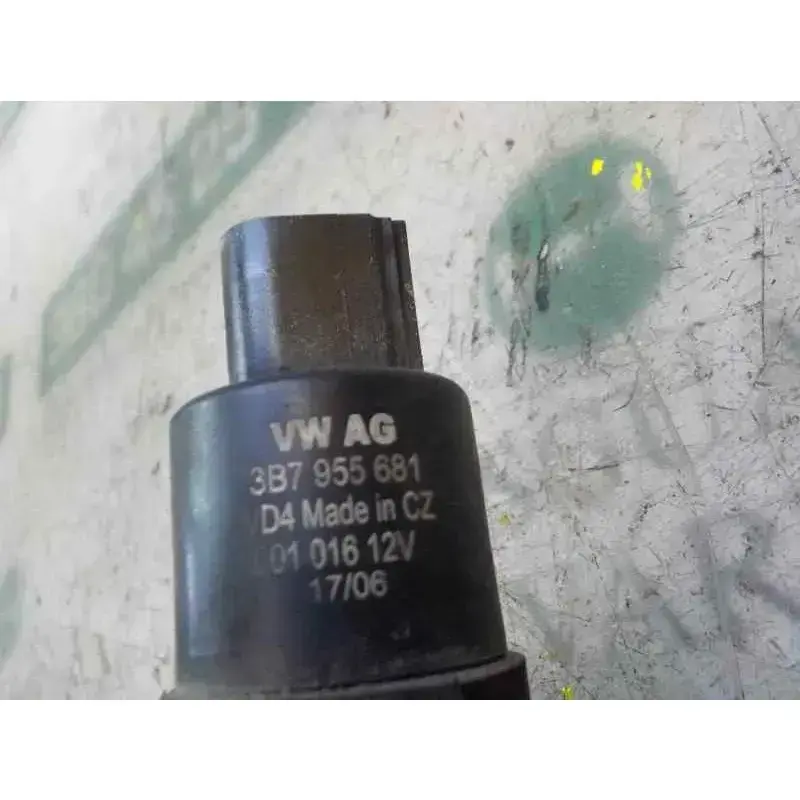 VW AG
3B7 955 681
D4 Made in CZ
01 016 12V
17/06